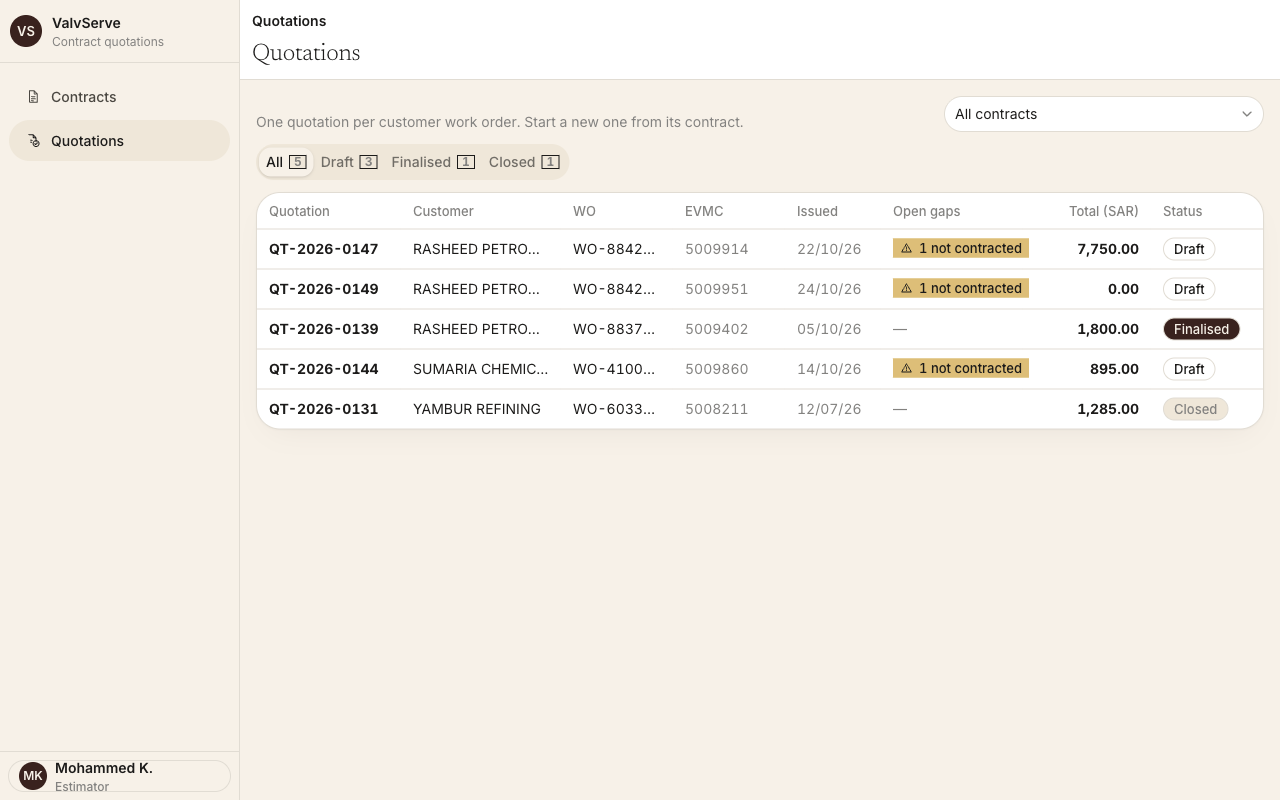 VS
ValvServe
Contract quotations
Contracts
Quotations
Mohammed K.
MK
Estimator
Quotations
Quotations
One quotation per customer work order. Start a new one from its contract.
All contracts
All 5 Draft 3 Finalised 1 Closed 1
Quotation Customer WO EVMC Issued Open gaps Total (SAR) Status
QT-2026-0147 RASHEED PETRO... WO-8842... 5009914 22/10/26 1 not contracted 7,750.00 Draft
QT-2026-0149 RASHEED PETRO... WO-8842... 5009951 24/10/26 1 not contracted 0.00 Draft
QT-2026-0139 RASHEED PETRO... WO-8837... 5009402 05/10/26 — 1,800.00 Finalised
QT-2026-0144 SUMARIA CHEMIC... WO-4100... 5009860 14/10/26 1 not contracted 895.00 Draft
QT-2026-0131 YAMBUR REFINING WO-6033... 5008211 12/07/26 — 1,285.00 Closed